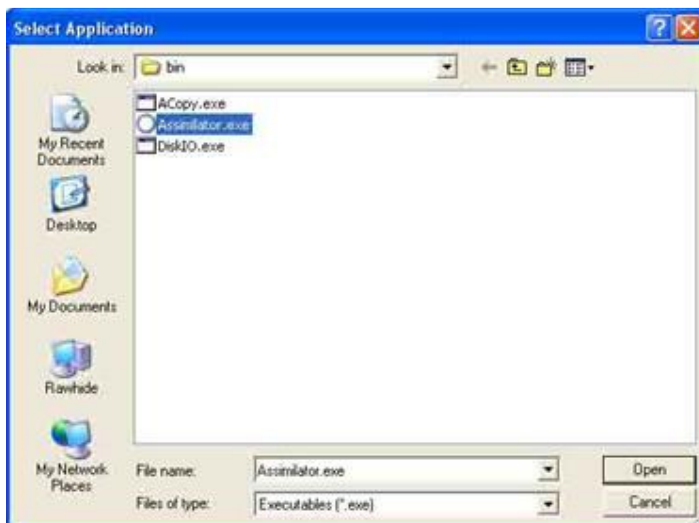 Select Application
Look in:
bin
ACopy.exe
Assimilator.exe
DiskIO.exe
My Recent
Documents
Desktop
My Documents
Rawhide
My Network
Places
File name:
Assimilator.exe
Open
Files of type:
Executables (*.exe)
Cancel